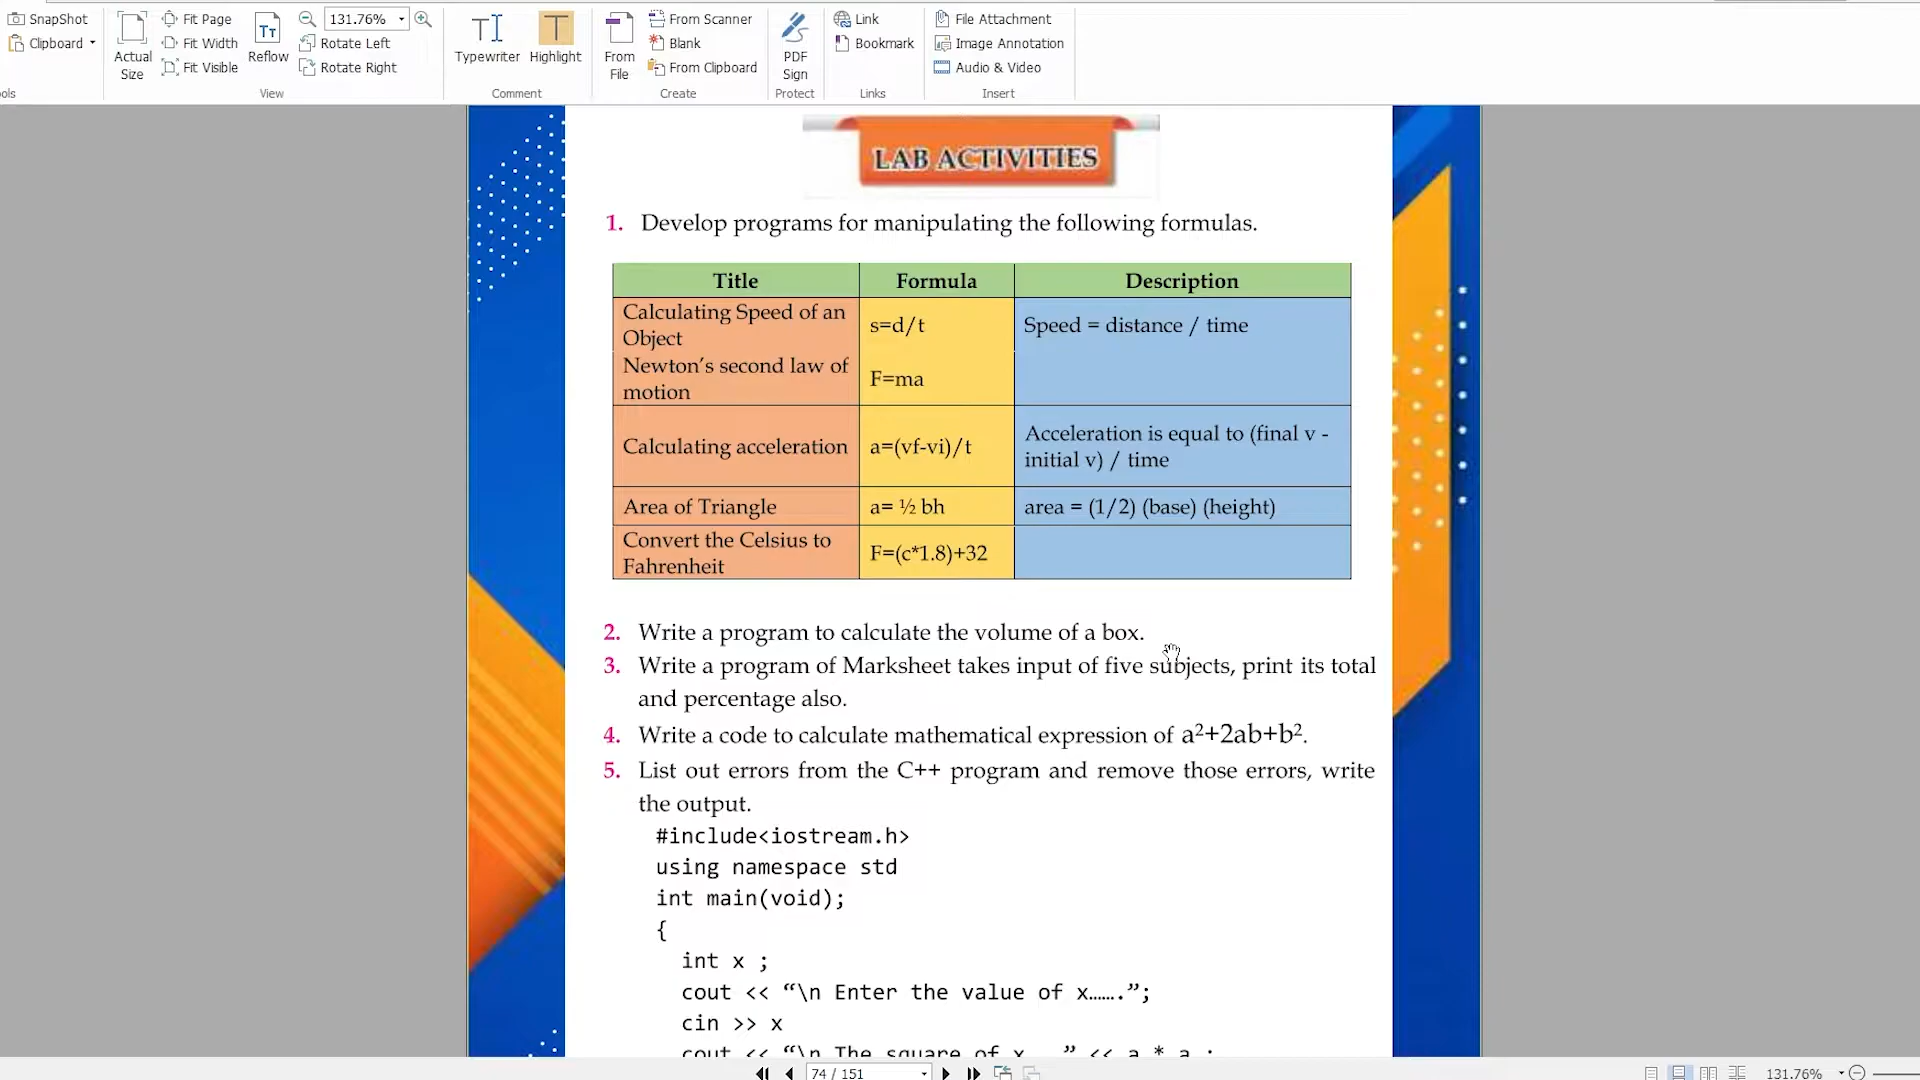 SnapShot
Clipboard
ols
Actual Size
Fit Page
Fit Width
Fit Visible
Reflow
131.76%
Rotate Left
Rotate Right
View
Typewriter
Highlight
Comment
From File
From Scanner
Blank
From Clipboard
Create
PDF Sign
Protect
Link
Bookmark
Links
File Attachment
Image Annotation
Audio & Video
Insert
LAB ACTIVITIES
1. Develop programs for manipulating the following formulas.
Title Formula Description
Calculating Speed of an Object s=d/t Speed = distance / time
Newton’s second law of motion F=ma
Calculating acceleration a=(vf-vi)/t Acceleration is equal to (final v - initial v) / time
Area of Triangle a= ½ bh area = (1/2) (base) (height)
Convert the Celsius to Fahrenheit F=(c*1.8)+32
2. Write a program to calculate the volume of a box.
3. Write a program of Marksheet takes input of five subjects, print its total
and percentage also.
4. Write a code to calculate mathematical expression of a²+2ab+b².
5. List out errors from the C++ program and remove those errors, write
the output.
#include<iostream.h>
using namespace std
int main(void);
{
int x ;
cout << “\n Enter the value of x…….”;
cin >> x
cout << “\n The square of x ” << a * a ;
74 / 151
131.76%